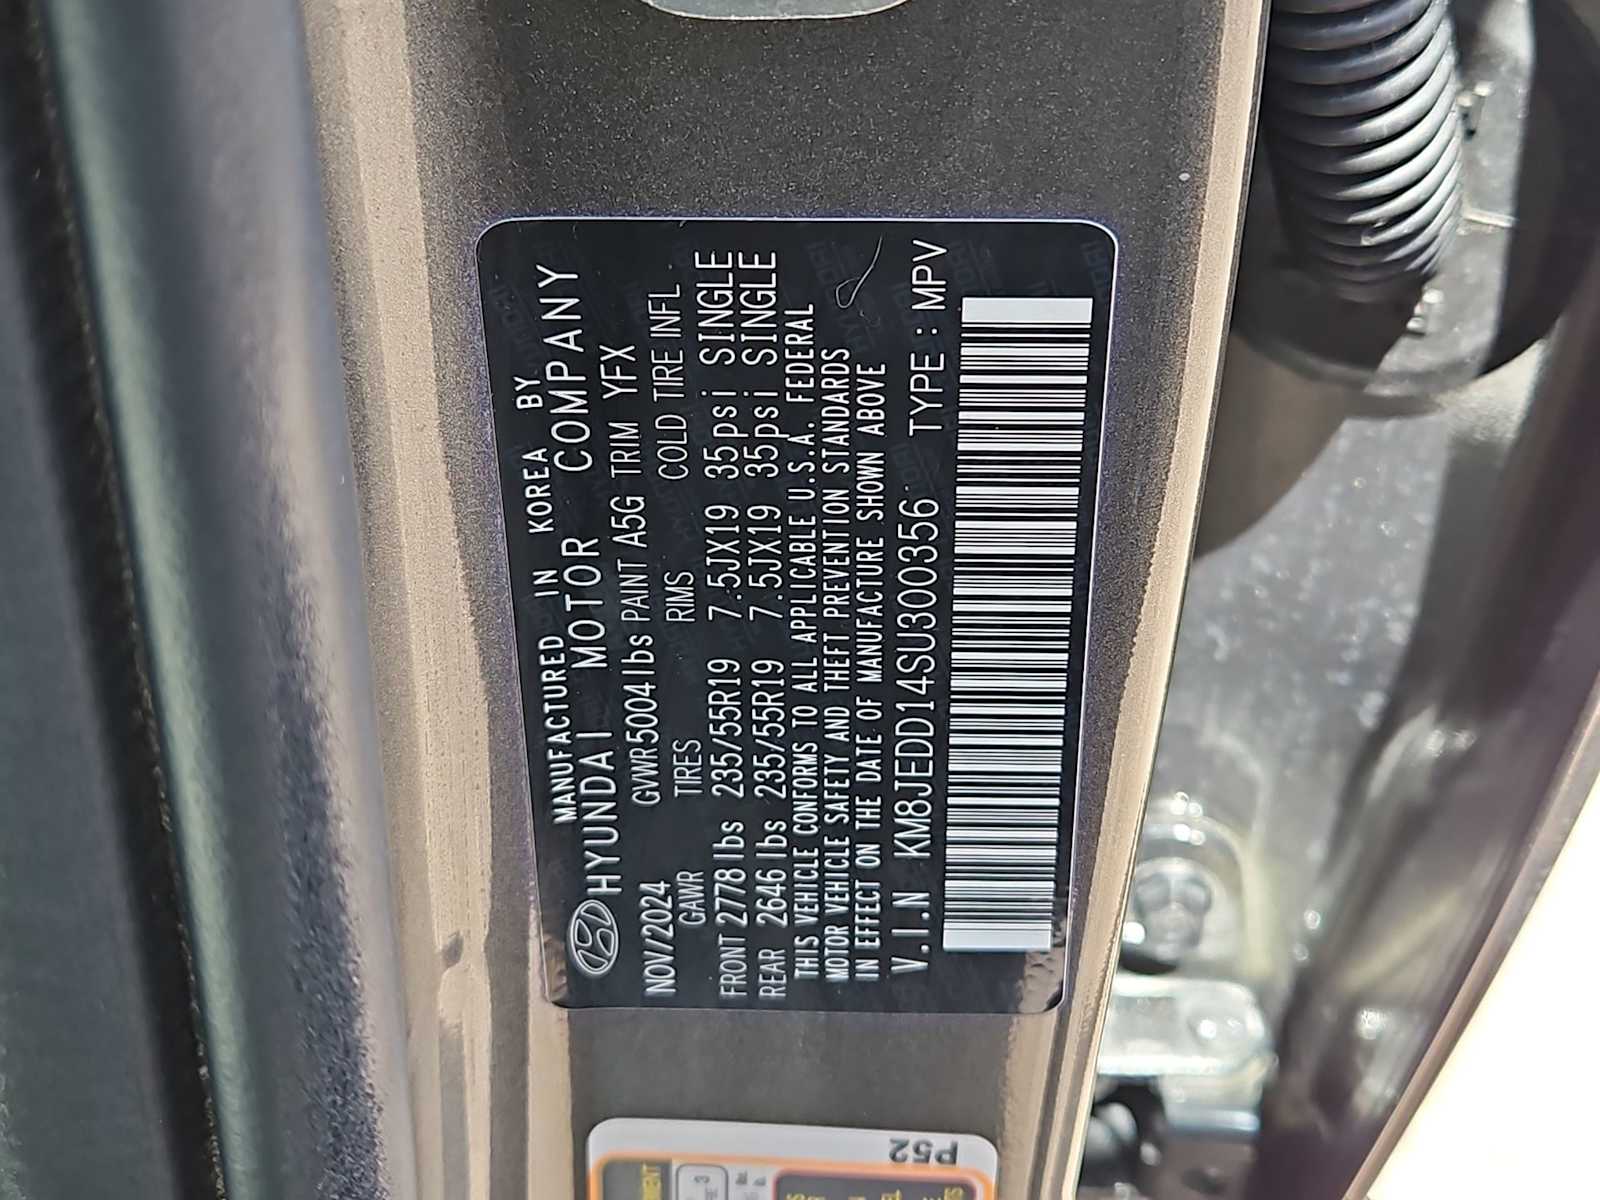 MANUFACTURED IN KOREA BY
HYUNDAI MOTOR COMPANY
NOV/2024 GVWR 5004 lbs PAINT A5G TRIM YFX
GAWR TIRES RIMS COLD TIRE INFL
FRONT 2778 lbs 235/55R19 7.5JX19 35psi SINGLE
REAR 2646 lbs 235/55R19 7.5JX19 35psi SINGLE
THIS VEHICLE CONFORMS TO ALL APPLICABLE U.S.A. FEDERAL
MOTOR VEHICLE SAFETY AND THEFT PREVENTION STANDARDS
IN EFFECT ON THE DATE OF MANUFACTURE SHOWN ABOVE
V.I.N KM8JEDD14SU300356 TYPE : MPV
P52